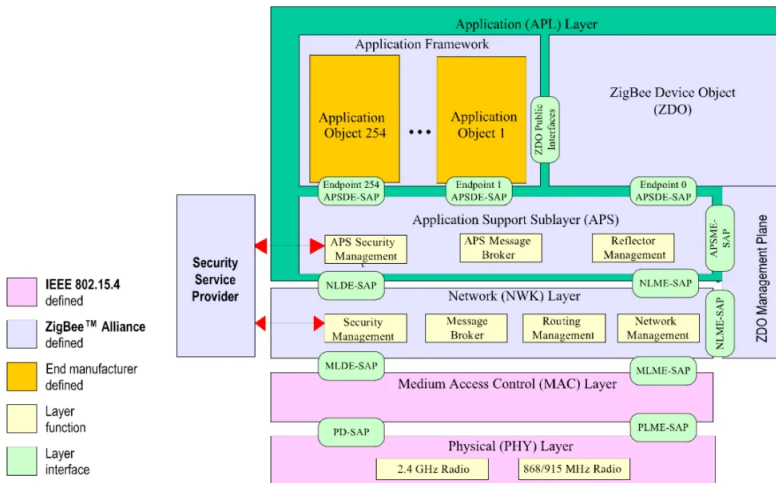 Application (APL) Layer
Application Framework
ZigBee Device Object
(ZDO)
Application
Object 254
...
Application
Object 1
ZDO Public
Interfaces
Endpoint 254
APSDE-SAP
Endpoint 1
APSDE-SAP
Endpoint 0
APSDE-SAP
Application Support Sublayer (APS)
APS Security
Management
APS Message
Broker
Reflector
Management
APSME-
SAP
Security
Service
Provider
ZDO Management Plane
NLDE-SAP
NLME-SAP
Network (NWK) Layer
Security
Management
Message
Broker
Routing
Management
Network
Management
NLME-SAP
MLDE-SAP
MLME-SAP
Medium Access Control (MAC) Layer
PD-SAP
PLME-SAP
Physical (PHY) Layer
2.4 GHz Radio
868/915 MHz Radio
IEEE 802.15.4
defined
ZigBee™ Alliance
defined
End manufacturer
defined
Layer
function
Layer
interface